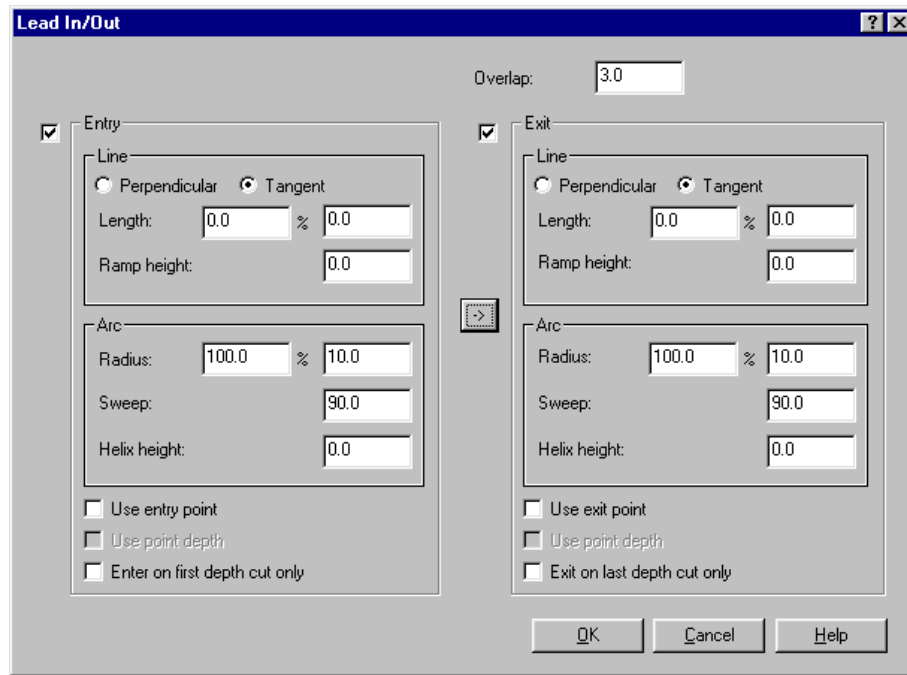 Lead In/Out
Overlap: 3.0
Entry
Line
Perpendicular Tangent
Length: 0.0 % 0.0
Ramp height: 0.0
Arc
Radius: 100.0 % 10.0
Sweep: 90.0
Helix height: 0.0
Use entry point
Use point depth
Enter on first depth cut only
->
Exit
Line
Perpendicular Tangent
Length: 0.0 % 0.0
Ramp height: 0.0
Arc
Radius: 100.0 % 10.0
Sweep: 90.0
Helix height: 0.0
Use exit point
Use point depth
Exit on last depth cut only
OK Cancel Help